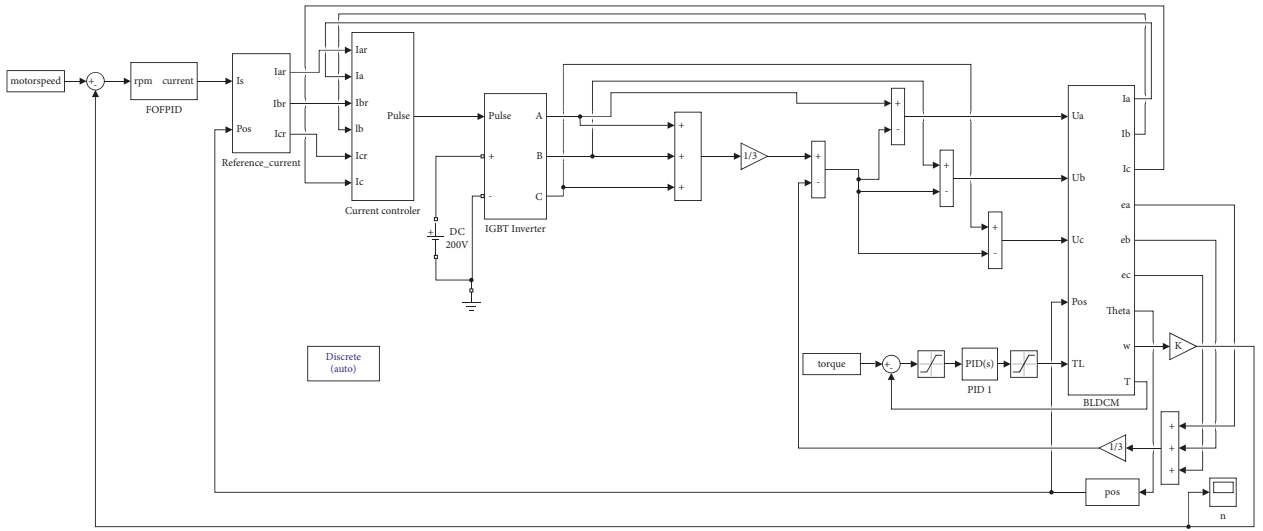 motorspeed
+
-
rpm current
FOFPID
Is
Pos
Iar
Ibr
Icr
Reference_current
Iar
Ia
Ibr
Ib
Icr
Ic
Pulse
Current controler
Pulse
+
-
A
B
C
IGBT Inverter
+
DC
200V
Discrete
(auto)
+
+
+
1/3
+
-
+
-
+
-
+
-
Ua
Ub
Uc
Pos
TL
Ia
Ib
Ic
ea
eb
ec
Theta
w
T
BLDCM
K
torque
+
-
PID(s)
PID 1
+
+
+
1/3
pos
n